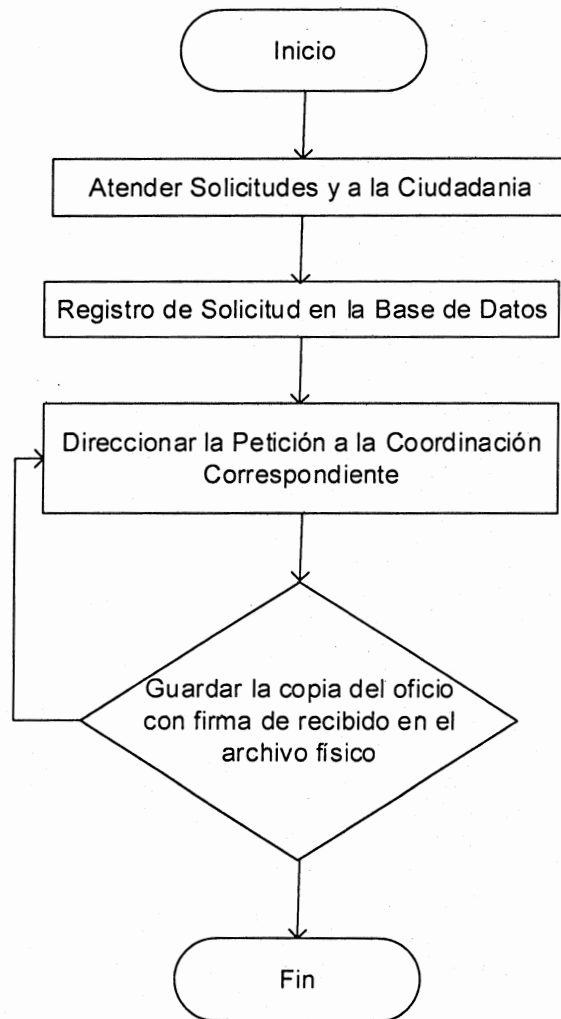 Inicio
Atender Solicitudes y a la Ciudadania
Registro de Solicitud en la Base de Datos
Direccionar la Petición a la Coordinación
Correspondiente
Guardar la copia del oficio
con firma de recibido en el
archivo físico
Fin